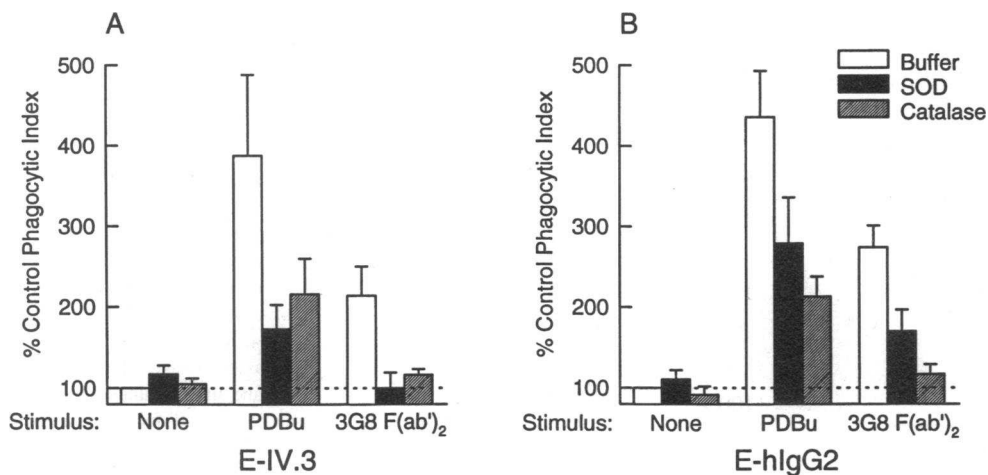 A
% Control Phagocytic Index
500
400
300
200
100
Stimulus: None PDBu 3G8 F(ab')2
E-IV.3
B
% Control Phagocytic Index
500
400
300
200
100
Buffer
SOD
Catalase
Stimulus: None PDBu 3G8 F(ab')2
E-hIgG2